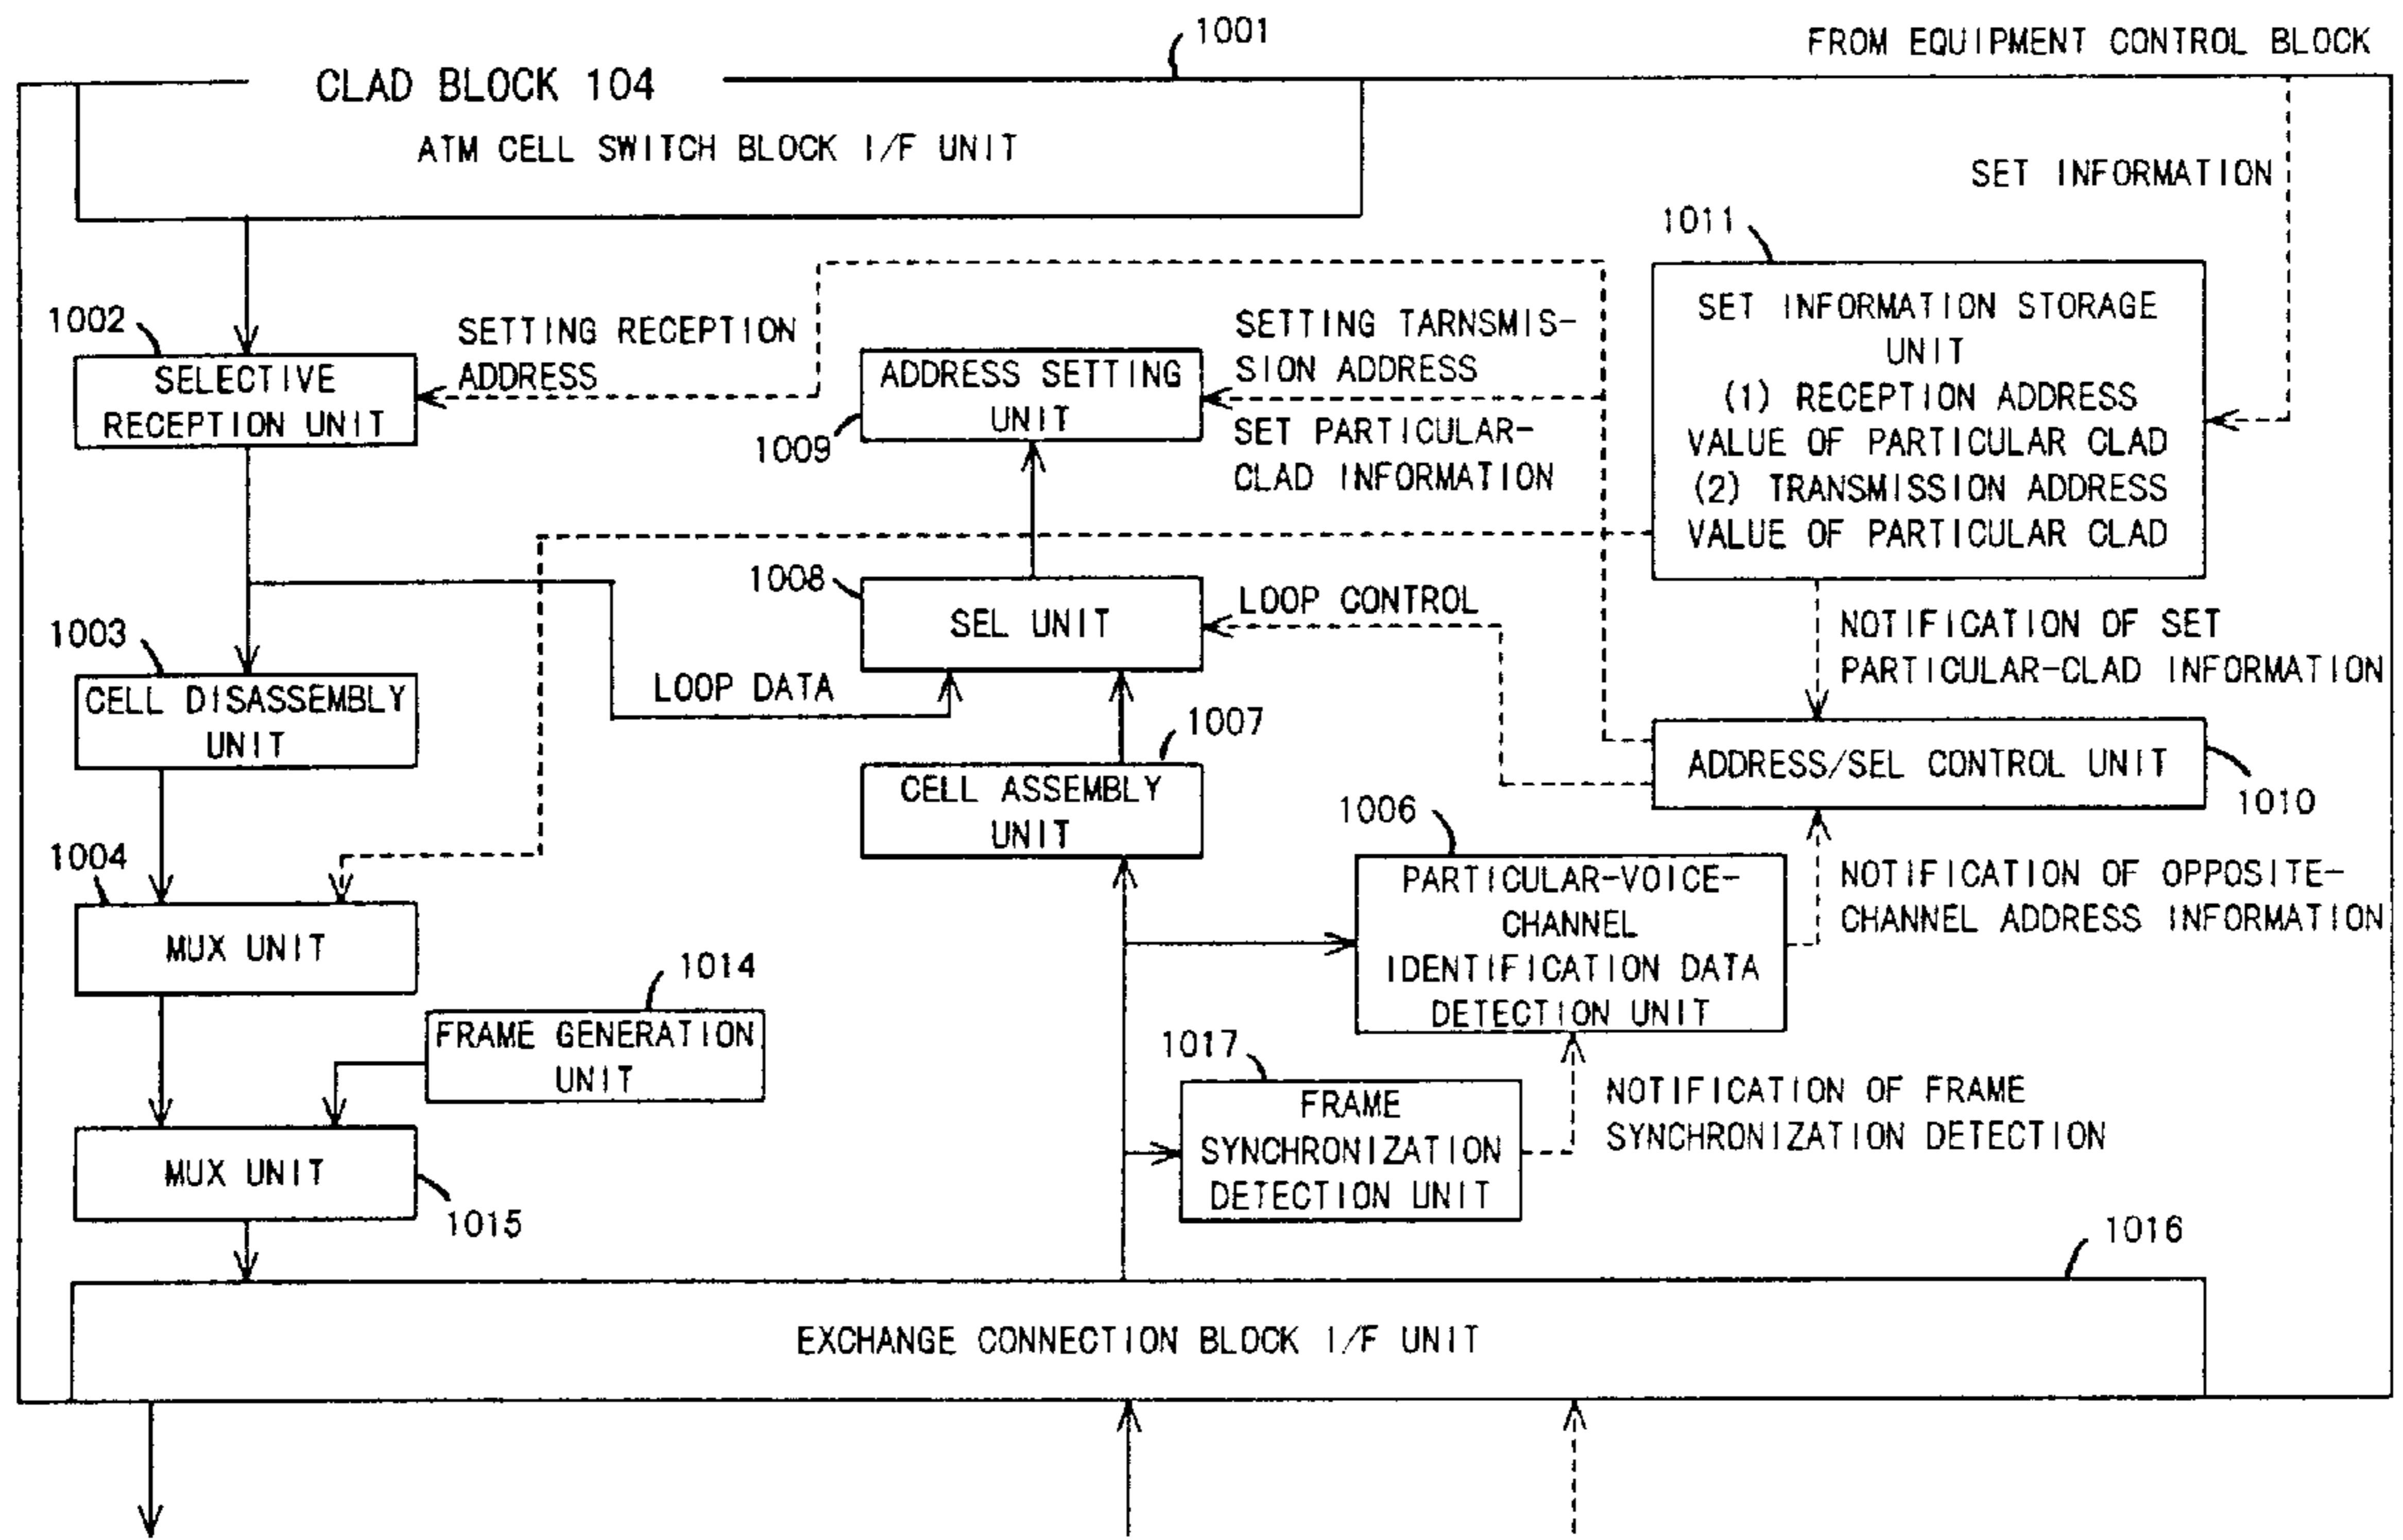 1001
FROM EQUIPMENT CONTROL BLOCK
CLAD BLOCK 104
ATM CELL SWITCH BLOCK I/F UNIT
SET INFORMATION
1011
1002
SETTING RECEPTION
ADDRESS
SELECTIVE
RECEPTION UNIT
ADDRESS SETTING
UNIT
1009
SETTING TARNSMIS-
SION ADDRESS
SET PARTICULAR-
CLAD INFORMATION
SET INFORMATION STORAGE
UNIT
(1) RECEPTION ADDRESS
VALUE OF PARTICULAR CLAD
(2) TRANSMISSION ADDRESS
VALUE OF PARTICULAR CLAD
1008
SEL UNIT
LOOP CONTROL
NOTIFICATION OF SET
PARTICULAR-CLAD INFORMATION
1003
CELL DISASSEMBLY
UNIT
LOOP DATA
1007
CELL ASSEMBLY
UNIT
ADDRESS/SEL CONTROL UNIT
1010
1006
PARTICULAR-VOICE-
CHANNEL
IDENTIFICATION DATA
DETECTION UNIT
NOTIFICATION OF OPPOSITE-
CHANNEL ADDRESS INFORMATION
1004
MUX UNIT
1014
FRAME GENERATION
UNIT
1017
FRAME
SYNCHRONIZATION
DETECTION UNIT
NOTIFICATION OF FRAME
SYNCHRONIZATION DETECTION
MUX UNIT
1015
1016
EXCHANGE CONNECTION BLOCK I/F UNIT